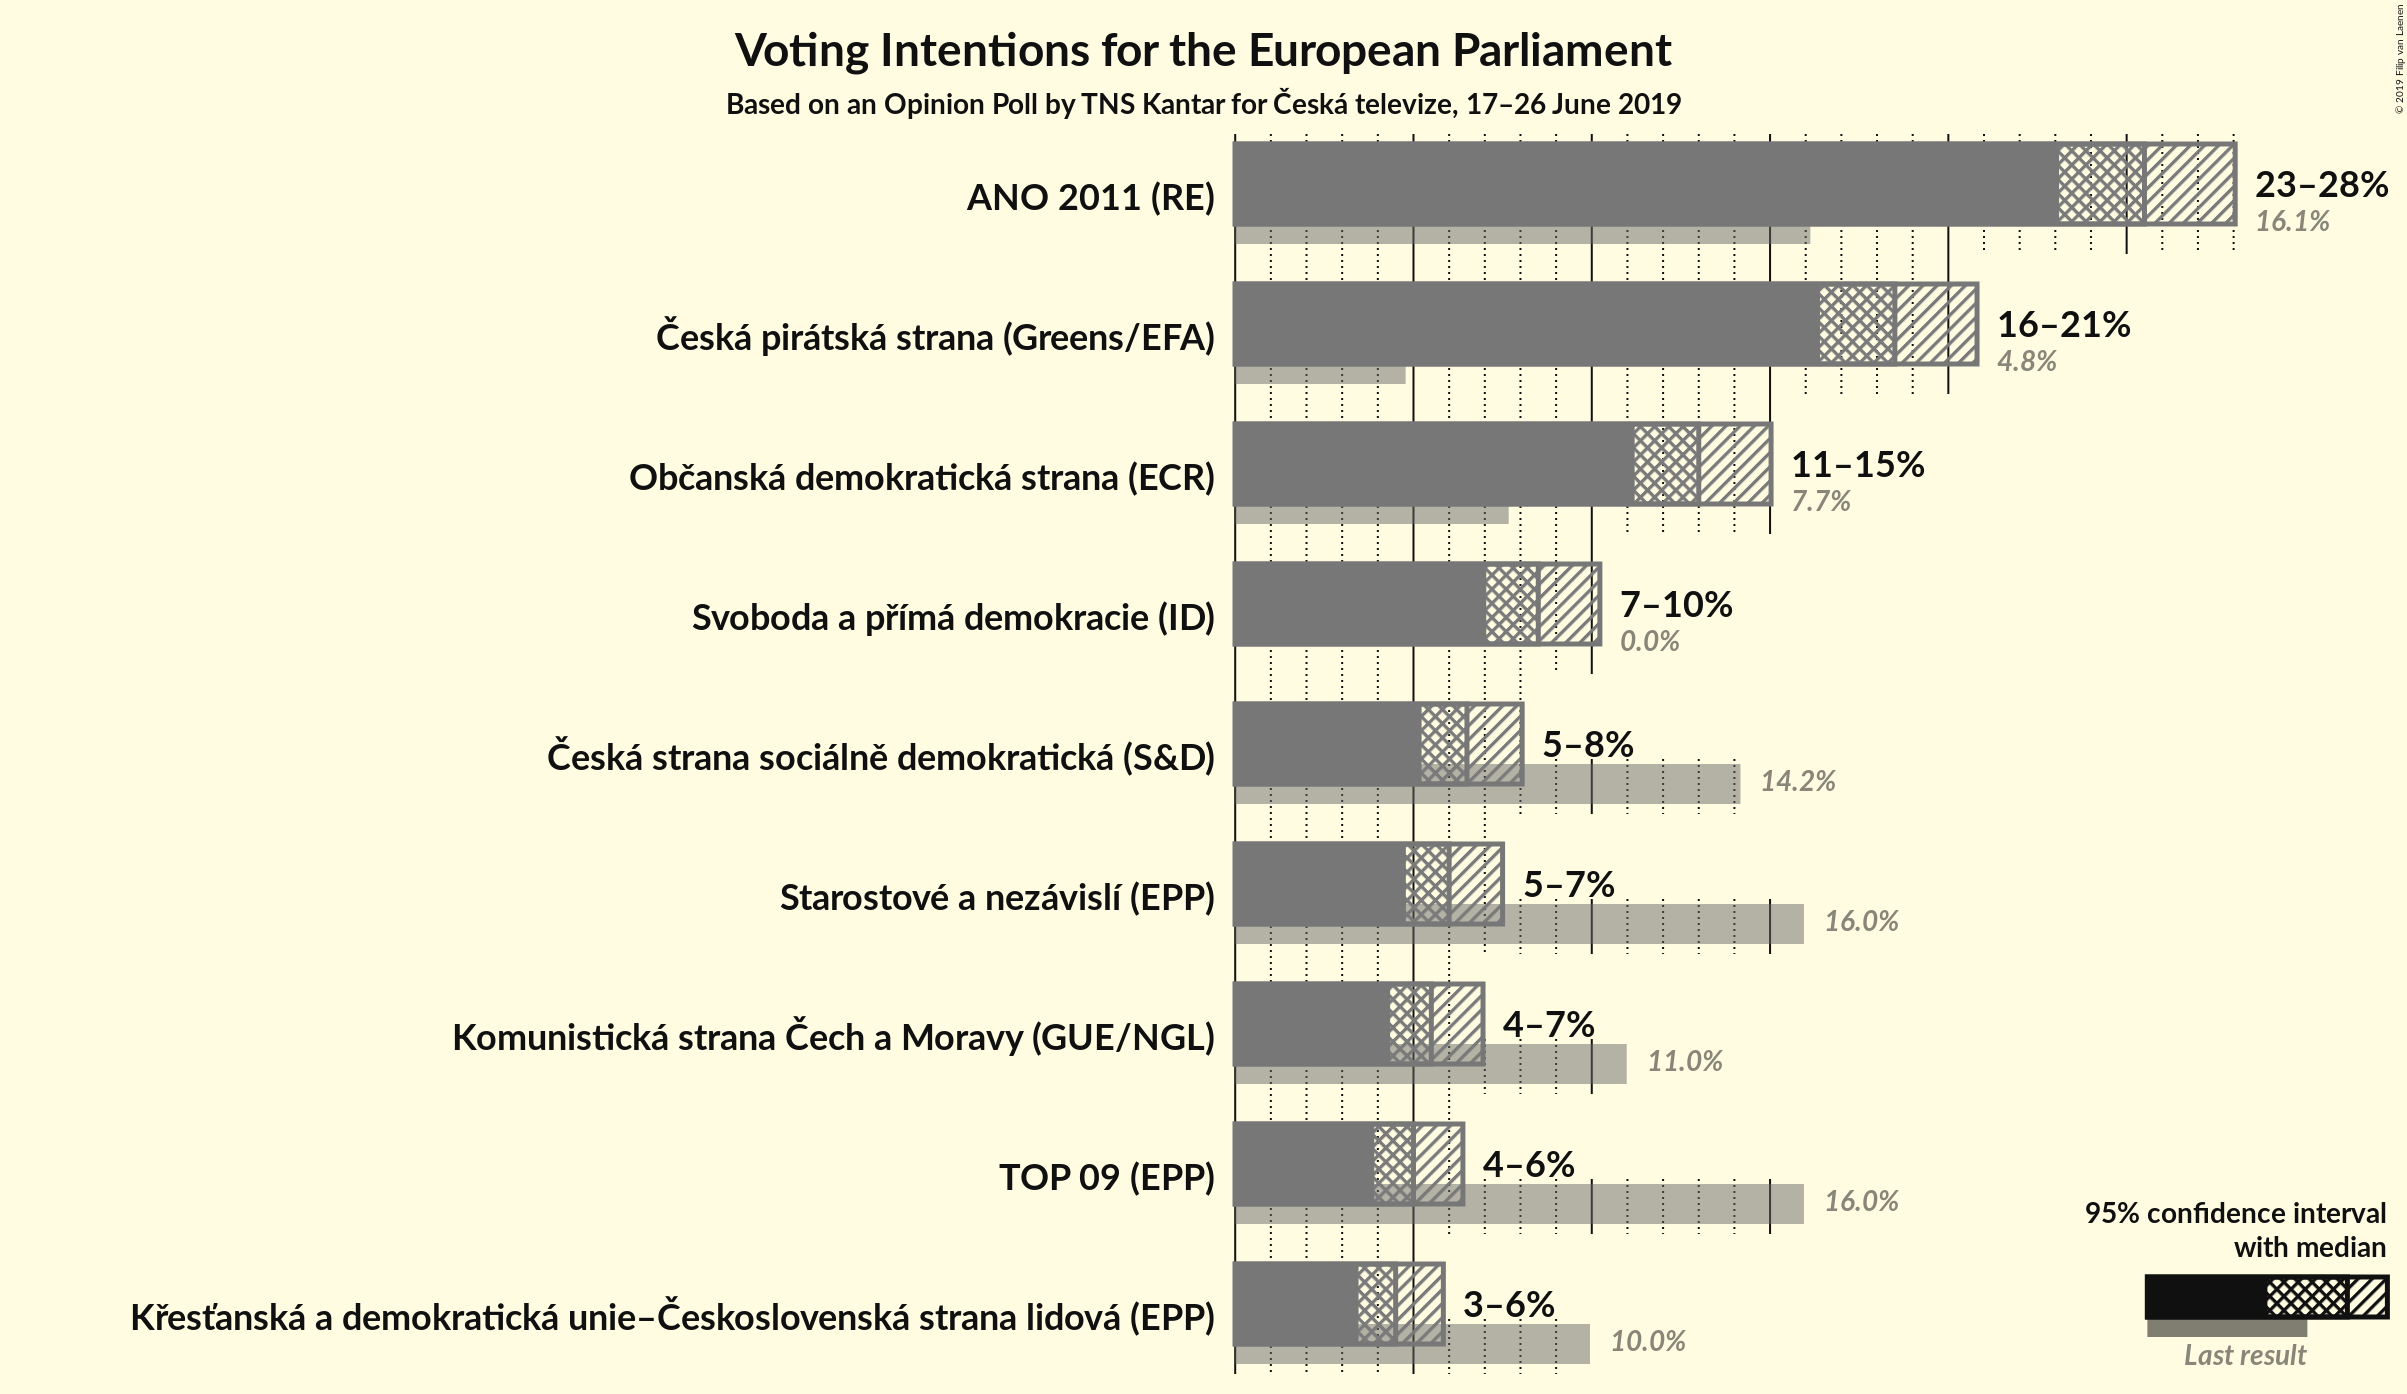 Voting Intentions for the European Parliament
Based on an Opinion Poll by TNS Kantar for Česká televize, 17–26 June 2019
© 2019 Filip van Laenen
ANO 2011 (RE)
23–28%
16.1%
Česká pirátská strana (Greens/EFA)
16–21%
4.8%
Občanská demokratická strana (ECR)
11–15%
7.7%
Svoboda a přímá demokracie (ID)
7–10%
0.0%
Česká strana sociálně demokratická (S&D)
5–8%
14.2%
Starostové a nezávislí (EPP)
5–7%
16.0%
Komunistická strana Čech a Moravy (GUE/NGL)
4–7%
11.0%
TOP 09 (EPP)
4–6%
16.0%
Křesťanská a demokratická unie–Československá strana lidová (EPP)
3–6%
10.0%
95% confidence interval
with median
Last result